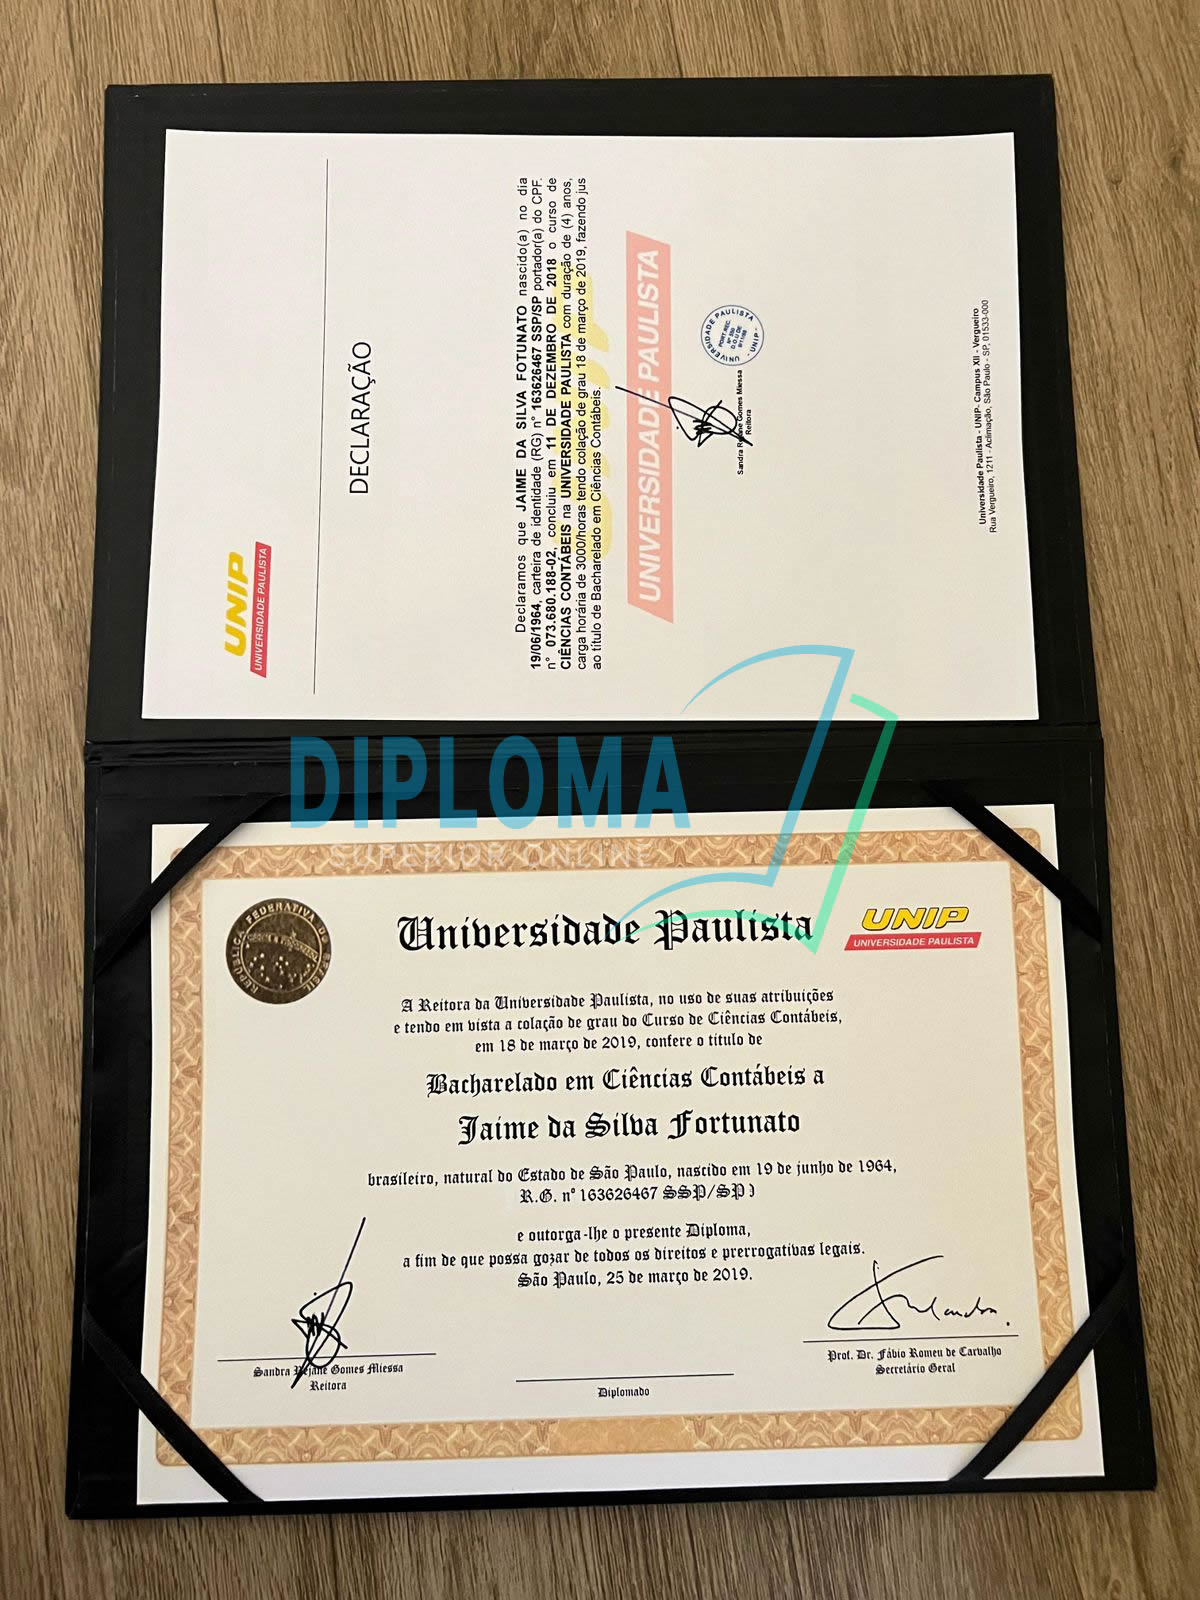 UNIP
UNIVERSIDADE PAULISTA
DECLARAÇÃO
Declaramos que JAIME DA SILVA FOTUNATO nascido(a) no dia
19/06/1964, carteira de identidade (RG) n° 163626467 SSP/SP portador(a) do CPF.
n° 073.680.188-02, concluiu em 11 DE DEZEMBRO DE 2018 o curso de
CIÊNCIAS CONTÁBEIS na UNIVERSIDADE PAULISTA com duração de (4) anos,
carga horária de 3000/horas tendo colação de grau 18 de março de 2019, fazendo jus
ao título de Bacharelado em Ciências Contábeis.
UNIVERSIDADE PAULISTA
UNIVERSIDADE PAULISTA
- UNIP -
Sandra Rejane Gomes Miessa
Reitora
Universidade Paulista - UNIP- Campus XII - Vergueiro
Rua Vergueiro, 1211 - Aclimação, São Paulo - SP, 01533-000
DIPLOMA
SUPERIOR ONLINE
REPUBLICA FEDERATIVA DO BRASIL
Universidade Paulista
UNIP
UNIVERSIDADE PAULISTA
A Reitora da Universidade Paulista, no uso de suas atribuições
e tendo em vista a colação de grau do Curso de Ciências Contábeis,
em 18 de março de 2019, confere o título de
Bacharelado em Ciências Contábeis a
Jaime da Silva Fortunato
brasileiro, natural do Estado de São Paulo, nascido em 19 de junho de 1964,
R.G. nº 163626467 SSP/SP)
e outorga-lhe o presente Diploma,
a fim de que possa gozar de todos os direitos e prerrogativas legais.
São Paulo, 25 de março de 2019.
Sandra Rejane Gomes Miessa
Reitora
Diplomado
Prof. Dr. Fábio Romeu de Carvalho
Secretário Geral